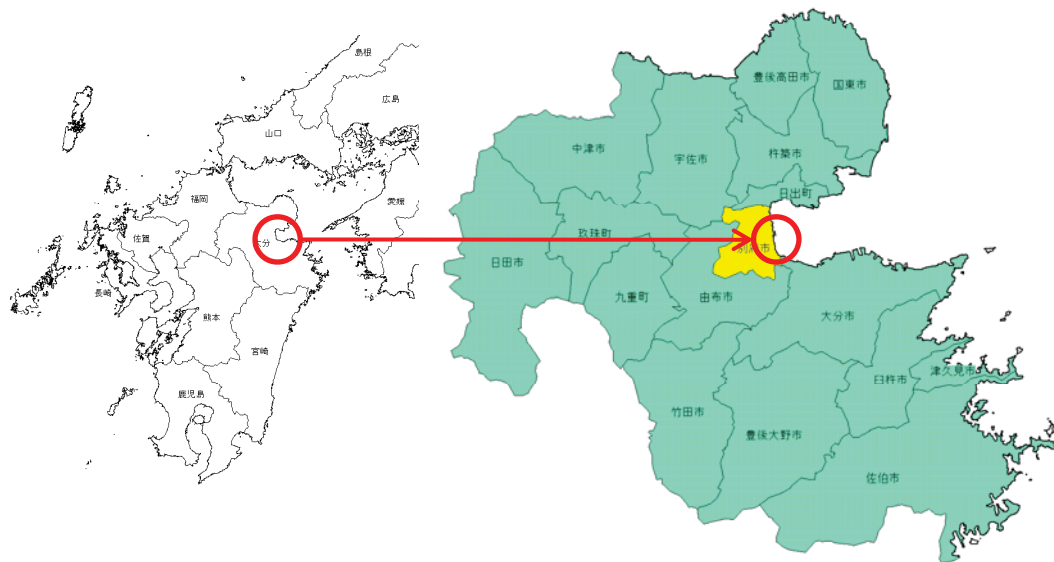 島根
広島
山口
福岡
愛媛
佐賀
大分
長崎
熊本
宮崎
鹿児島
豊後高田市
国東市
中津市
宇佐市
杵築市
日出町
玖珠町
別府市
日田市
九重町
由布市
大分市
津久見市
臼杵市
竹田市
豊後大野市
佐伯市